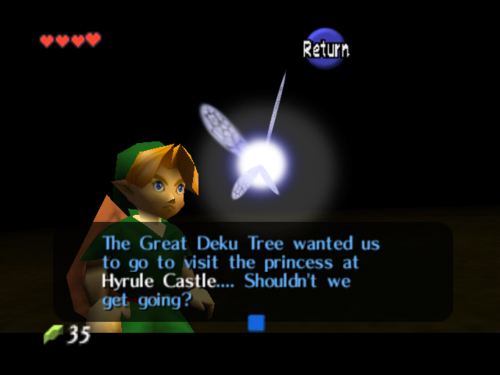 Return
The Great Deku Tree wanted us
to go to visit the princess at
Hyrule Castle.... Shouldn't we
get going?
35